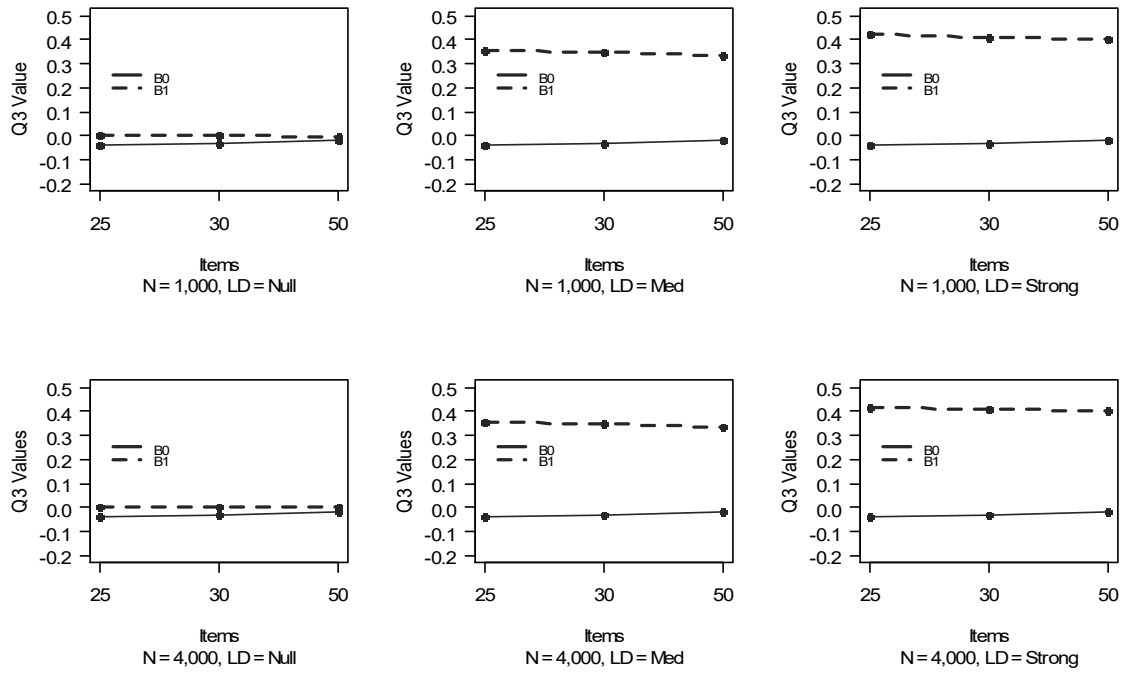 0.5
0.4
0.3
0.2
0.1
0.0
-0.1
-0.2
Q3 Value
B0
B1
25 30 50
Items
N = 1,000, LD = Null
0.5
0.4
0.3
0.2
0.1
0.0
-0.1
-0.2
Q3 Value
B0
B1
25 30 50
Items
N = 1,000, LD = Med
0.5
0.4
0.3
0.2
0.1
0.0
-0.1
-0.2
Q3 Value
B0
B1
25 30 50
Items
N = 1,000, LD = Strong
0.5
0.4
0.3
0.2
0.1
0.0
-0.1
-0.2
Q3 Values
B0
B1
25 30 50
Items
N = 4,000, LD = Null
0.5
0.4
0.3
0.2
0.1
0.0
-0.1
-0.2
Q3 Values
B0
B1
25 30 50
Items
N = 4,000, LD = Med
0.5
0.4
0.3
0.2
0.1
0.0
-0.1
-0.2
Q3 Values
B0
B1
25 30 50
Items
N = 4,000, LD = Strong